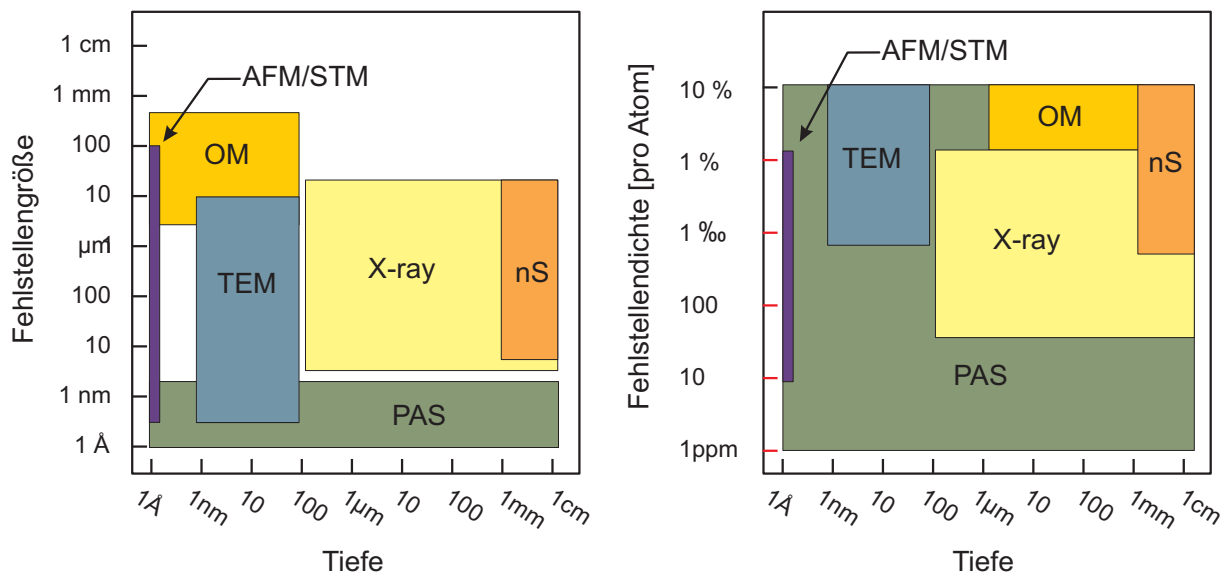 Fehlstellengröße
1 cm
1 mm
100
10
µm1
100
10
1 nm
1 Å
AFM/STM
OM
TEM
X-ray
nS
PAS
1Å
1nm
10
100
1µm
10
100
1mm
1cm
Tiefe
Fehlstellendichte [pro Atom]
10 %
1 %
1 ‰
100
10
1ppm
AFM/STM
TEM
OM
nS
X-ray
PAS
1Å
1nm
10
100
1µm
10
100
1mm
1cm
Tiefe